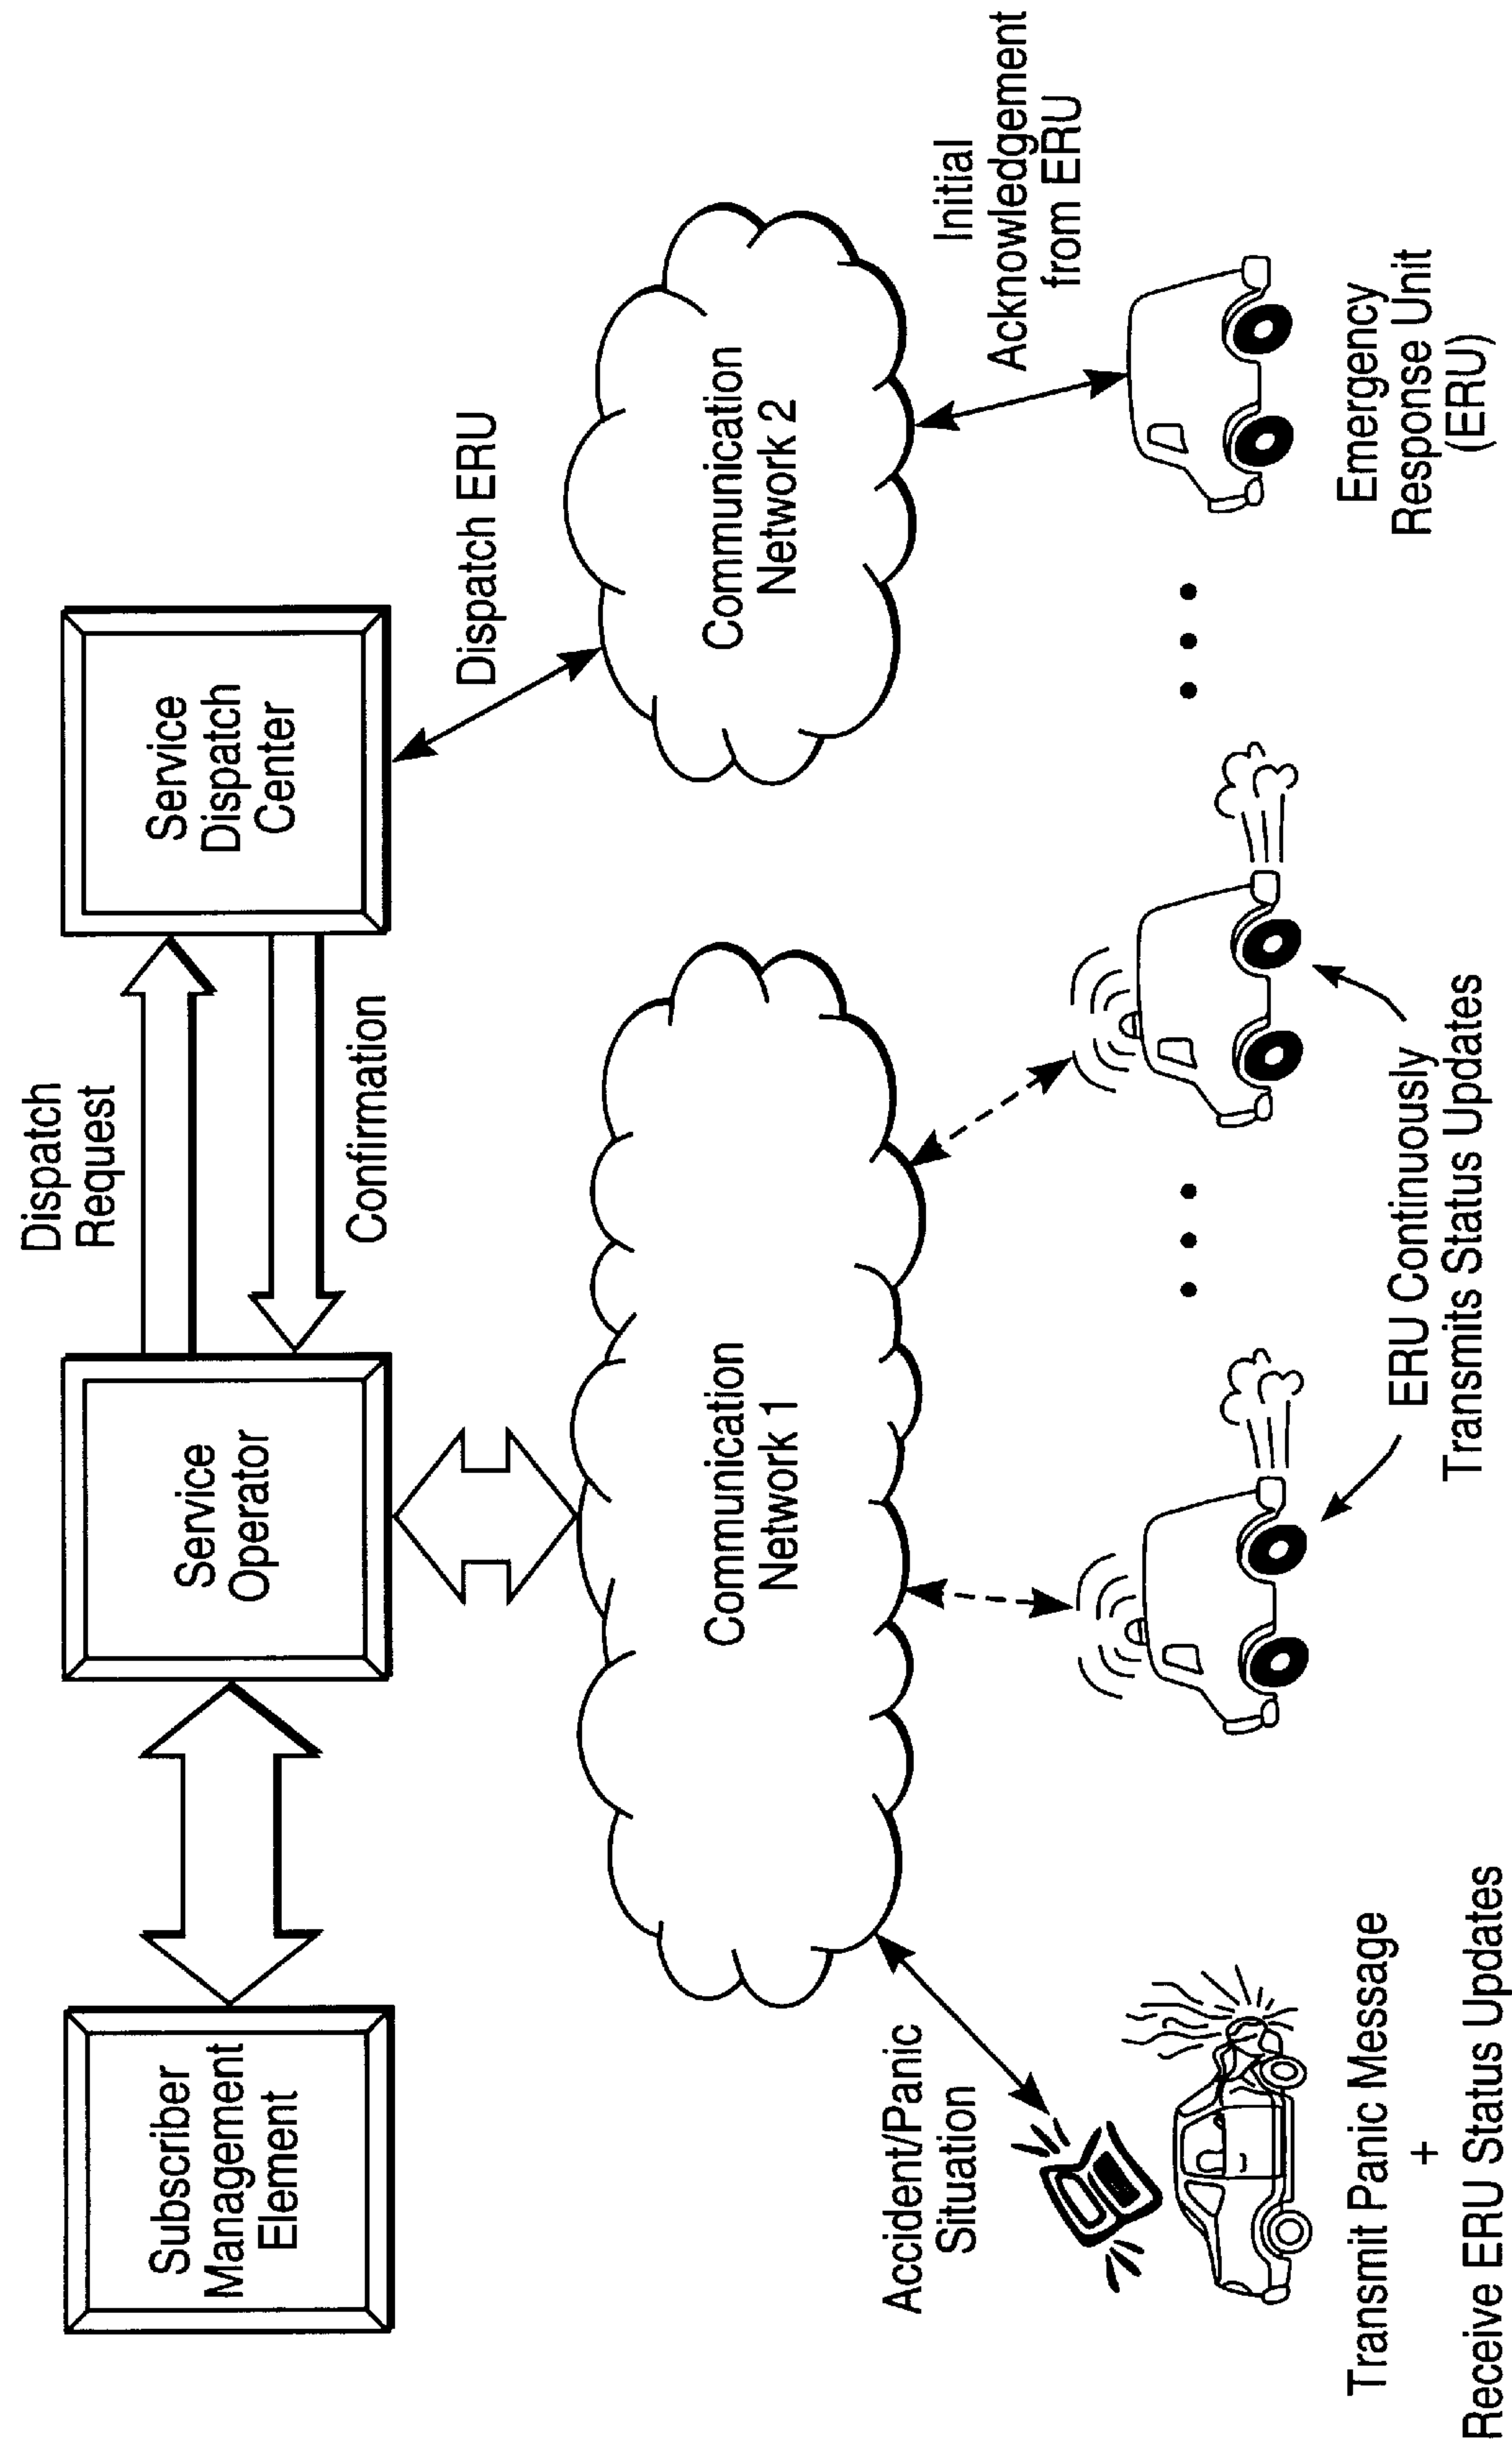 Subscriber
Management
Element
Service
Operator
Dispatch
Request
Confirmation
Service
Dispatch
Center
Dispatch ERU
Communication
Network 1
Communication
Network 2
Accident/Panic
Situation
Initial
Acknowledgement
from ERU
Transmit Panic Message
+
Receive ERU Status Updates
ERU Continuously
Transmits Status Updates
Emergency
Response Unit
(ERU)